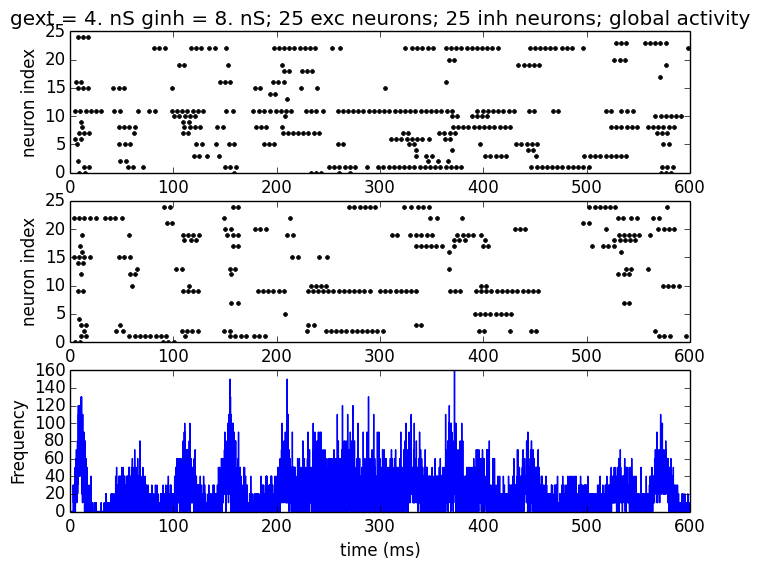 gext = 4. nS ginh = 8. nS; 25 exc neurons; 25 inh neurons; global activity
25
20
15
10
5
0
neuron index
0 100 200 300 400 500 600
25
20
15
10
5
0
neuron index
0 100 200 300 400 500 600
160
140
120
100
80
60
40
20
0
Frequency
0 100 200 300 400 500 600
time (ms)